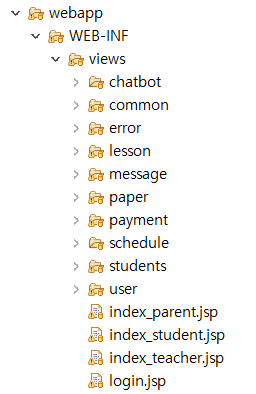 webapp
WEB-INF
views
chatbot
common
error
lesson
message
paper
payment
schedule
students
user
index_parent.jsp
index_student.jsp
index_teacher.jsp
login.jsp